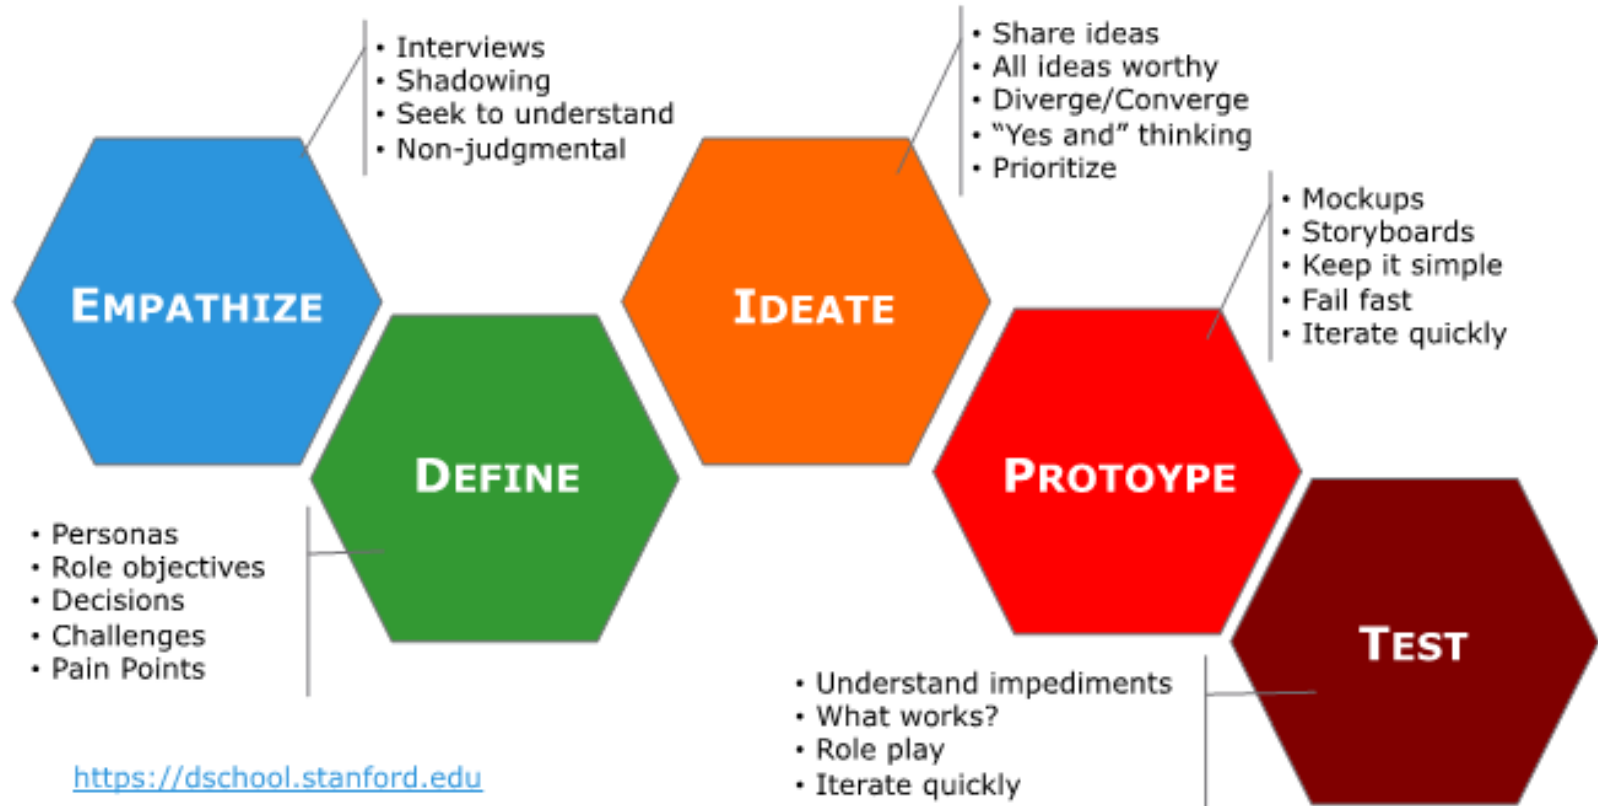 EMPATHIZE
• Interviews
• Shadowing
• Seek to understand
• Non-judgmental
DEFINE
• Personas
• Role objectives
• Decisions
• Challenges
• Pain Points
IDEATE
• Share ideas
• All ideas worthy
• Diverge/Converge
• “Yes and” thinking
• Prioritize
PROTOYPE
• Mockups
• Storyboards
• Keep it simple
• Fail fast
• Iterate quickly
TEST
• Understand impediments
• What works?
• Role play
• Iterate quickly
https://dschool.stanford.edu